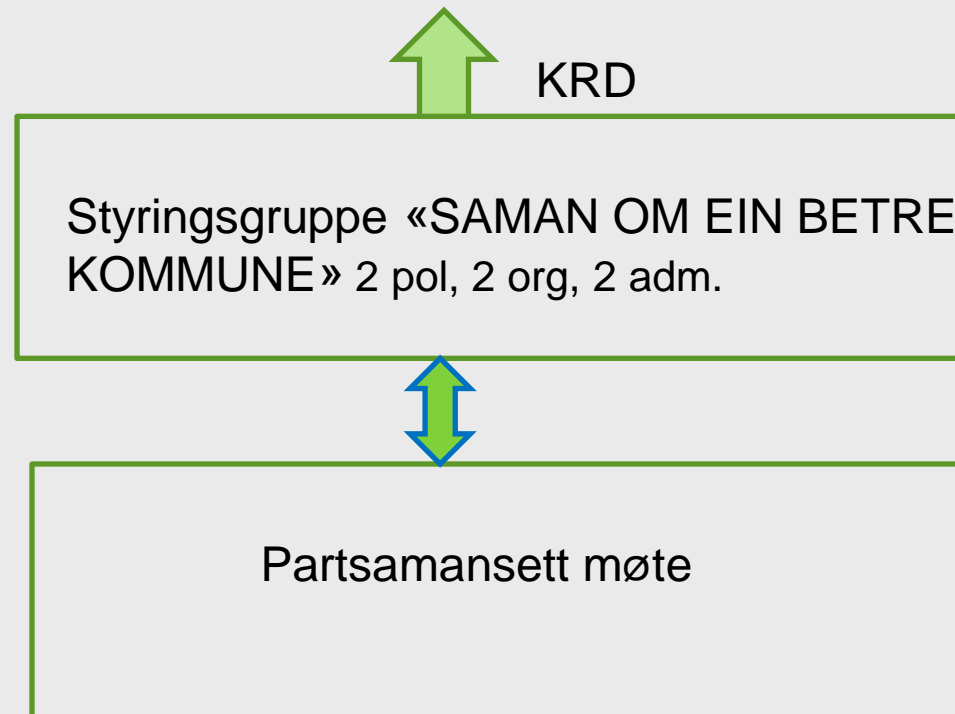 KRD
Styringsgruppe «SAMAN OM EIN BETRE
KOMMUNE» 2 pol, 2 org, 2 adm.
Partsamansett møte